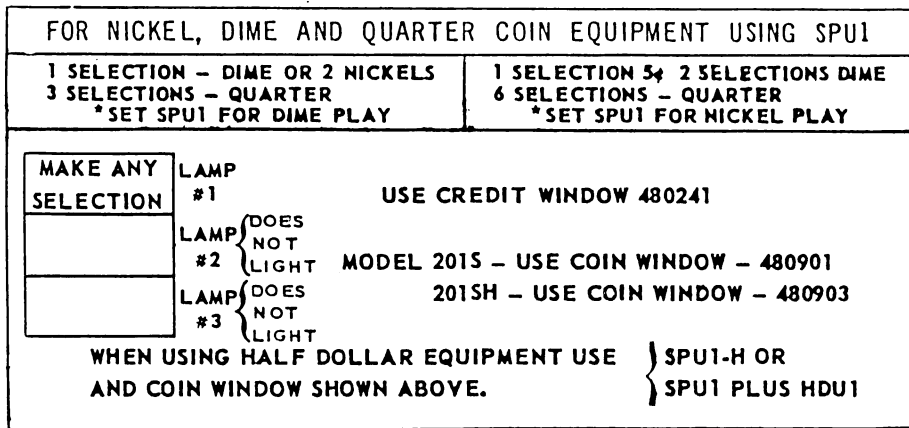 FOR NICKEL, DIME AND QUARTER COIN EQUIPMENT USING SPU1
1 SELECTION – DIME OR 2 NICKELS
3 SELECTIONS – QUARTER
*SET SPU1 FOR DIME PLAY
1 SELECTION 5¢ 2 SELECTIONS DIME
6 SELECTIONS – QUARTER
*SET SPU1 FOR NICKEL PLAY
MAKE ANY
SELECTION
LAMP
#1
USE CREDIT WINDOW 480241
LAMP
#2
DOES
NOT
LIGHT
MODEL 201S – USE COIN WINDOW – 480901
LAMP
#3
DOES
NOT
LIGHT
201SH – USE COIN WINDOW – 480903
WHEN USING HALF DOLLAR EQUIPMENT USE
AND COIN WINDOW SHOWN ABOVE.
SPU1-H OR
SPU1 PLUS HDU1